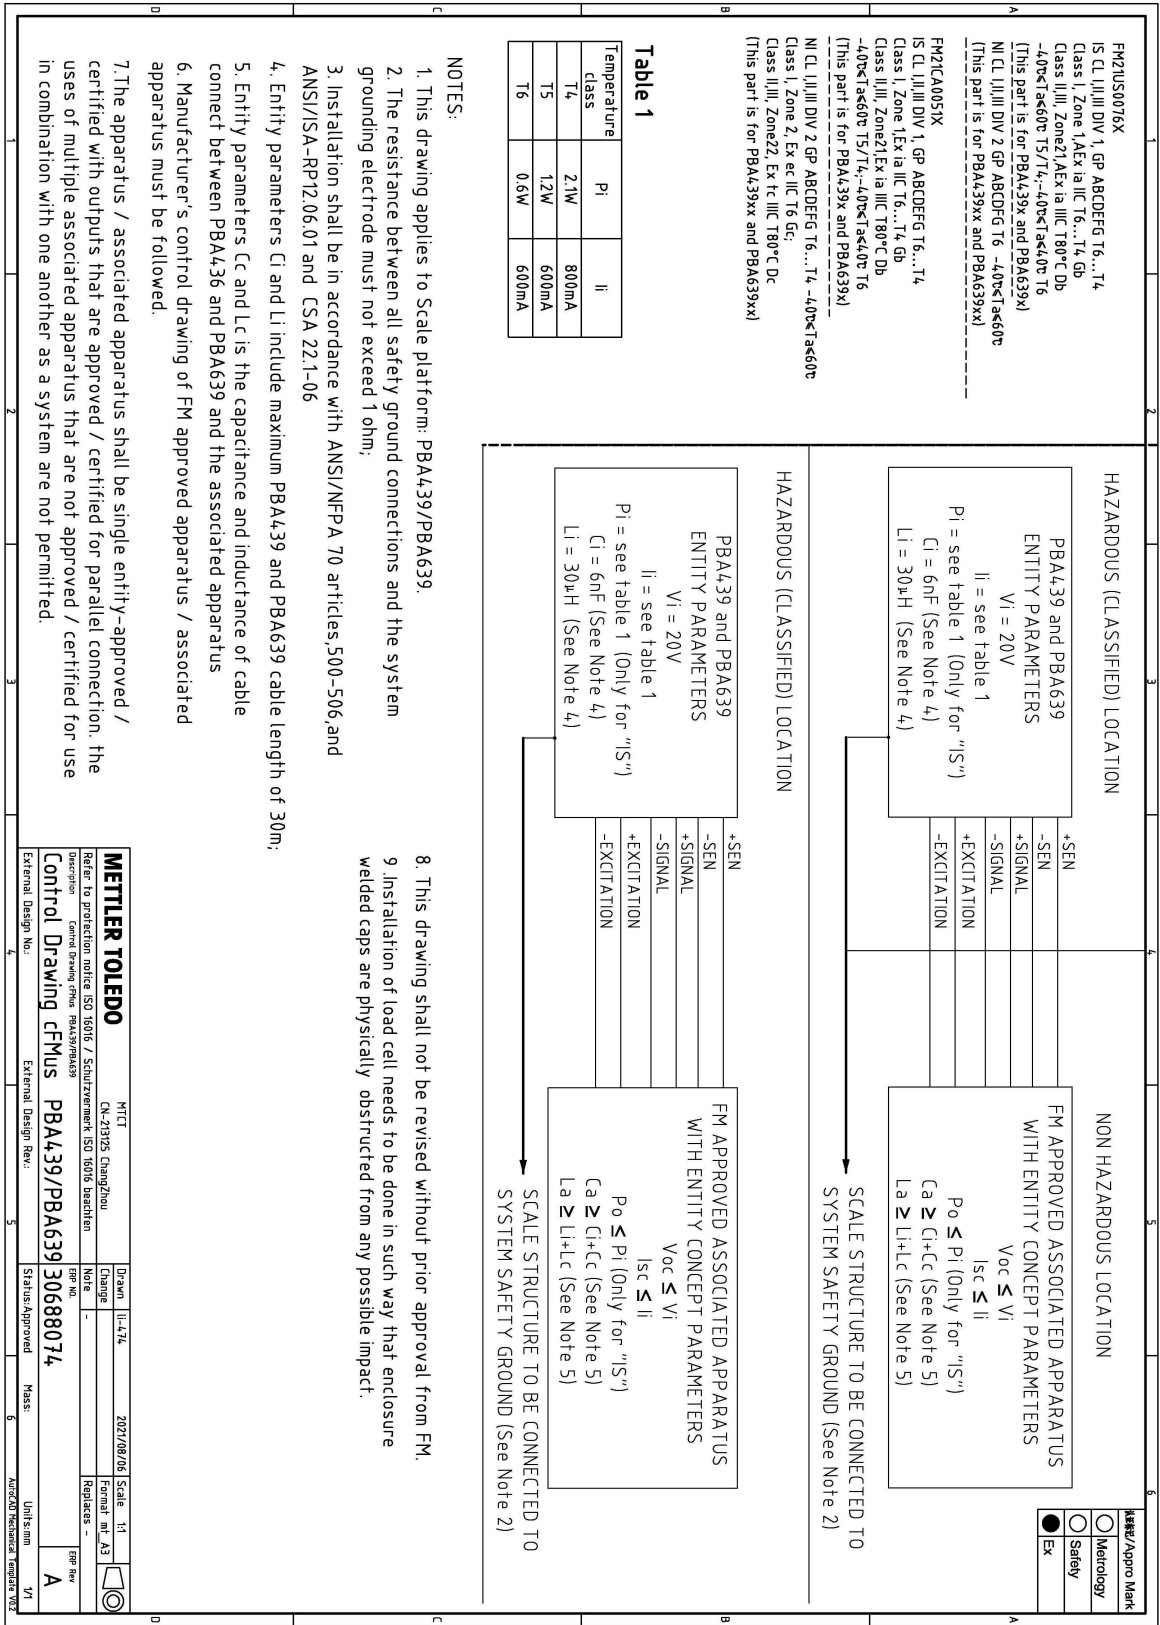 FM21US0076X
IS CL I,II,III DIV 1, GP ABCDEFG T6...T4
Class I, Zone 1,AEx ia IIC T6...T4 Gb
Class II,III, Zone21,AEx ia IIIC T80°C Db
-40℃≤Ta≤60℃ T5/T4;-40℃≤Ta≤40℃ T6
(This part is for PBA439x and PBA639x)
NI CL I,II,III DIV 2 GP ABCDFG T6 -40℃≤Ta≤60℃
(This part is for PBA439xx and PBA639xx)
FM21CA0051X
IS CL I,II,III DIV 1, GP ABCDEFG T6...T4
Class I, Zone 1,Ex ia IIC T6...T4 Gb
Class II,III, Zone21,Ex ia IIIC T80°C Db
-40℃≤Ta≤60℃ T5/T4;-40℃≤Ta≤40℃ T6
(This part is for PBA439x and PBA639x)
NI CL I,II,III DIV 2 GP ABCDEFG T6...T4 -40℃≤Ta≤60℃
Class I, Zone 2, Ex ec IIC T6 Gc;
Class II,III, Zone22, Ex tc IIIC T80°C Dc
(This part is for PBA439xx and PBA639xx)
Table 1
Temperature class Pi Ii
T4 2.1W 800mA
T5 1.2W 600mA
T6 0.6W 600mA
HAZARDOUS (CLASSIFIED) LOCATION
NON HAZARDOUS LOCATION
PBA439 and PBA639
ENTITY PARAMETERS
Vi = 20V
Ii = see table 1
Pi = see table 1 (Only for "IS")
Ci = 6nF (See Note 4)
Li = 30μH (See Note 4)
+SEN
-SEN
+SIGNAL
-SIGNAL
+EXCITATION
-EXCITATION
FM APPROVED ASSOCIATED APPARATUS
WITH ENTITY CONCEPT PARAMETERS
Voc ≤ Vi
Isc ≤ Ii
Po ≤ Pi (Only for "IS")
Ca ≥ Ci+Cc (See Note 5)
La ≥ Li+Lc (See Note 5)
SCALE STRUCTURE TO BE CONNECTED TO
SYSTEM SAFETY GROUND (See Note 2)
HAZARDOUS (CLASSIFIED) LOCATION
PBA439 and PBA639
ENTITY PARAMETERS
Vi = 20V
Ii = see table 1
Pi = see table 1 (Only for "IS")
Ci = 6nF (See Note 4)
Li = 30μH (See Note 4)
+SEN
-SEN
+SIGNAL
-SIGNAL
+EXCITATION
-EXCITATION
FM APPROVED ASSOCIATED APPARATUS
WITH ENTITY CONCEPT PARAMETERS
Voc ≤ Vi
Isc ≤ Ii
Po ≤ Pi (Only for "IS")
Ca ≥ Ci+Cc (See Note 5)
La ≥ Li+Lc (See Note 5)
SCALE STRUCTURE TO BE CONNECTED TO
SYSTEM SAFETY GROUND (See Note 2)
/Appro Mark
Metrology
Safety
Ex
NOTES:
1. This drawing applies to Scale platform: PBA439/PBA639.
2. The resistance between all safety ground connections and the system
grounding electrode must not exceed 1 ohm;
3. Installation shall be in accordance with ANSI/NFPA 70 articles,500-506,and
ANSI/ISA-RP12.06.01 and CSA 22.1-06
4. Entity parameters Ci and Li include maximum PBA439 and PBA639 cable length of 30m;
5. Entity parameters Cc and Lc is the capacitance and inductance of cable
connect between PBA436 and PBA639 and the associated apparatus
6. Manufacturer's control drawing of FM approved apparatus / associated
apparatus must be followed.
7.The apparatus / associated apparatus shall be single entity-approved /
certified with outputs that are approved / certified for parallel connection. the
uses of multiple associated apparatus that are not approved / certified for use
in combination with one another as a system are not permitted.
8. This drawing shall not be revised without prior approval from FM.
9 .Installation of load cell needs to be done in such way that enclosure
welded caps are physically obstructed from any possible impact.
METTLER TOLEDO
MTCT
CN-213125 ChangZhou
Refer to protection notice ISO 16016 / Schutzvermerk ISO 16016 beachten
Description Control Drawing cFMus PBA439/PBA639
Control Drawing cFMus PBA439/PBA639
External Design No.:
External Design Rev.:
Drawn li-474 2021/08/06
Change
Note -
Scale 1:1
Format mt_A3
Replaces -
ERP NO.
30688074
ERP Rev
A
Status:Approved
Mass:
Units:mm
1/1
AutoCAD Mechanical Template V0.2
1 2 3 4 5 6
1 2 3 4 5 6
A B C D
A B C D